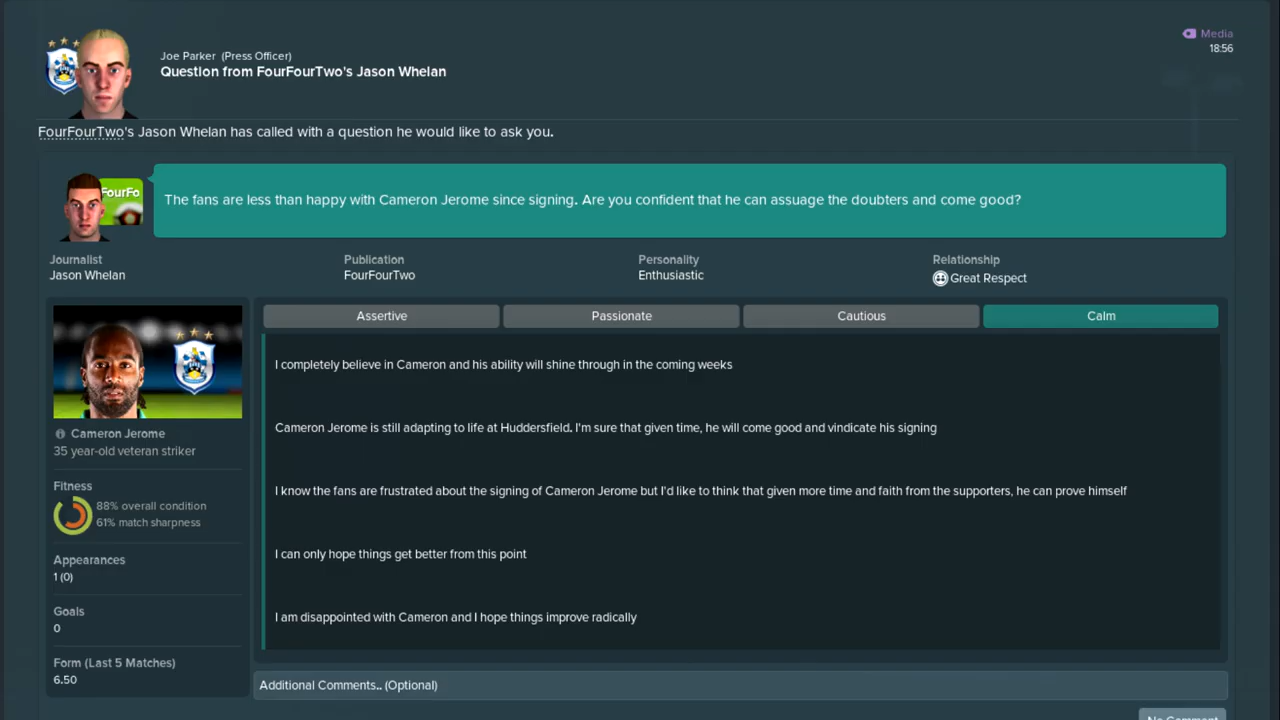 Joe Parker (Press Officer)
Question from FourFourTwo's Jason Whelan
Media
18:56
FourFourTwo's Jason Whelan has called with a question he would like to ask you.
FourFo
The fans are less than happy with Cameron Jerome since signing. Are you confident that he can assuage the doubters and come good?
Journalist
Jason Whelan
Publication
FourFourTwo
Personality
Enthusiastic
Relationship
Great Respect
Assertive
Passionate
Cautious
Calm
I completely believe in Cameron and his ability will shine through in the coming weeks
Cameron Jerome is still adapting to life at Huddersfield. I'm sure that given time, he will come good and vindicate his signing
I know the fans are frustrated about the signing of Cameron Jerome but I'd like to think that given more time and faith from the supporters, he can prove himself
I can only hope things get better from this point
I am disappointed with Cameron and I hope things improve radically
Cameron Jerome
35 year-old veteran striker
Fitness
88% overall condition
61% match sharpness
Appearances
1 (0)
Goals
0
Form (Last 5 Matches)
6.50
Additional Comments.. (Optional)
No Comment